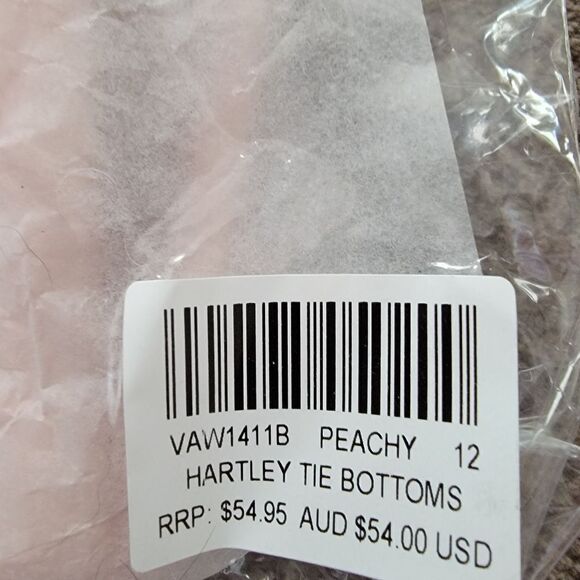 VAW1411B PEACHY 12
HARTLEY TIE BOTTOMS
RRP: $54.95 AUD $54.00 USD